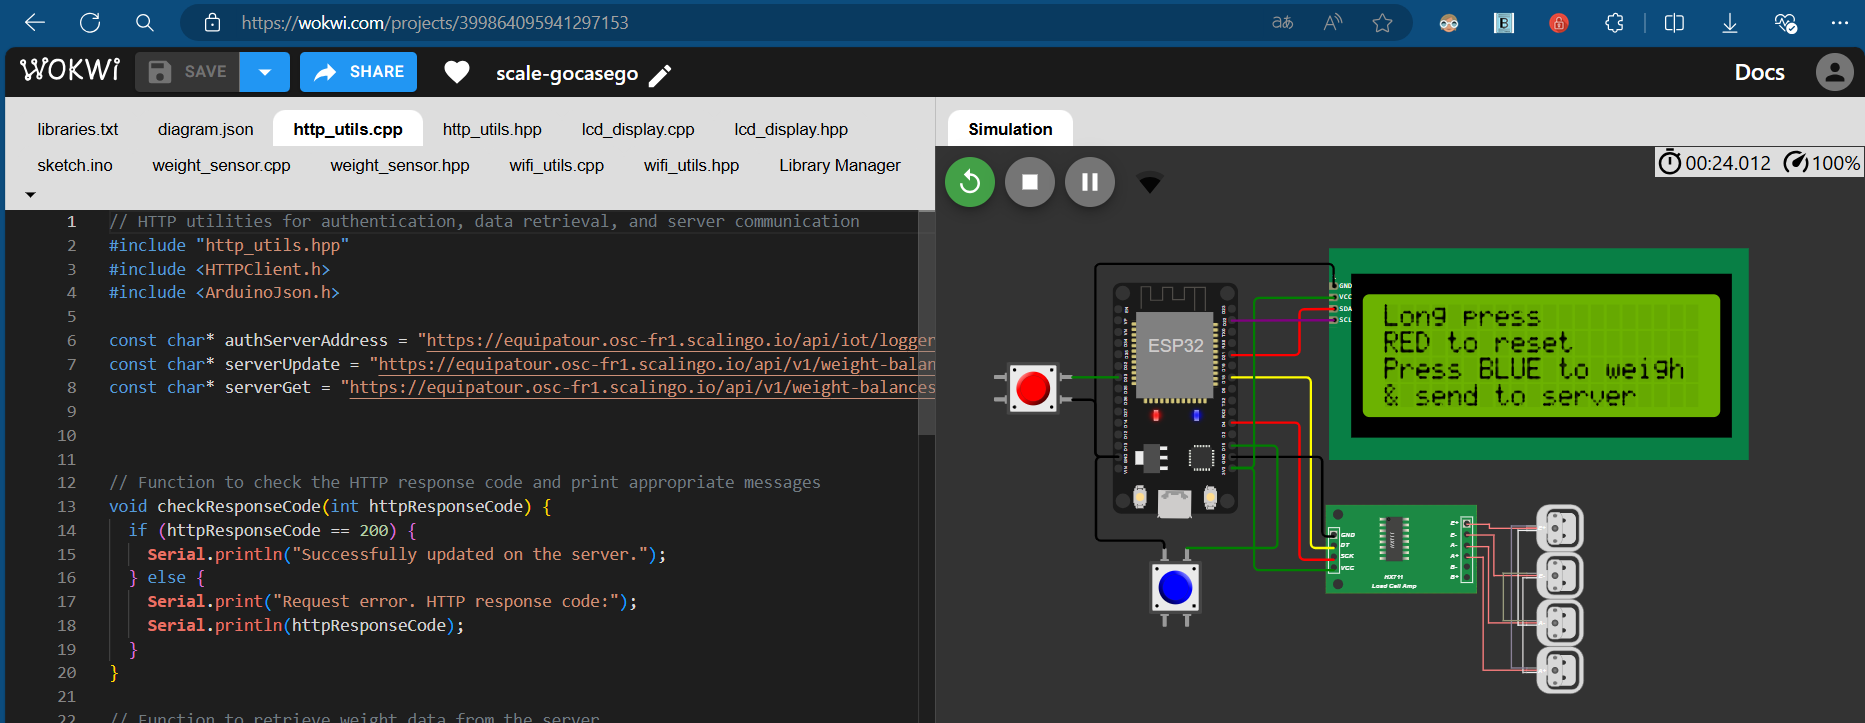 https://wokwi.com/projects/399864095941297153
WOKWi
SAVE
SHARE
scale-gocasego
Docs
libraries.txt
diagram.json
http_utils.cpp
http_utils.hpp
lcd_display.cpp
lcd_display.hpp
sketch.ino
weight_sensor.cpp
weight_sensor.hpp
wifi_utils.cpp
wifi_utils.hpp
Library Manager
1 // HTTP utilities for authentication, data retrieval, and server communication
2 #include "http_utils.hpp"
3 #include <HTTPClient.h>
4 #include <ArduinoJson.h>
5
6 const char* authServerAddress = "https://equipatour.osc-fr1.scalingo.io/api/iot/logger
7 const char* serverUpdate = "https://equipatour.osc-fr1.scalingo.io/api/v1/weight-balan
8 const char* serverGet = "https://equipatour.osc-fr1.scalingo.io/api/v1/weight-balances
9
10
11
12 // Function to check the HTTP response code and print appropriate messages
13 void checkResponseCode(int httpResponseCode) {
14 if (httpResponseCode == 200) {
15 Serial.println("Successfully updated on the server.");
16 } else {
17 Serial.print("Request error. HTTP response code:");
18 Serial.println(httpResponseCode);
19 }
20 }
21
22 // Function to retrieve weight data from the server
Simulation
00:24.012 100%
ESP32
GND
VCC
SDA
SCL
Long press
RED to reset
Press BLUE to weigh
& send to server
GND
DT
SCK
VCC
HX711
Load Cell Amp
E+
E-
A-
A+
B-
B+